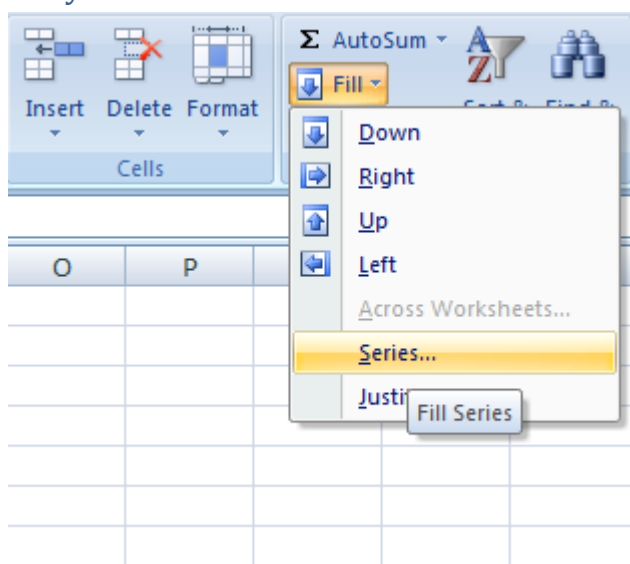 Σ AutoSum
Fill
Insert Delete Format
Cells
Down
Right
Up
Left
Across Worksheets...
Series...
Fill Series
O P